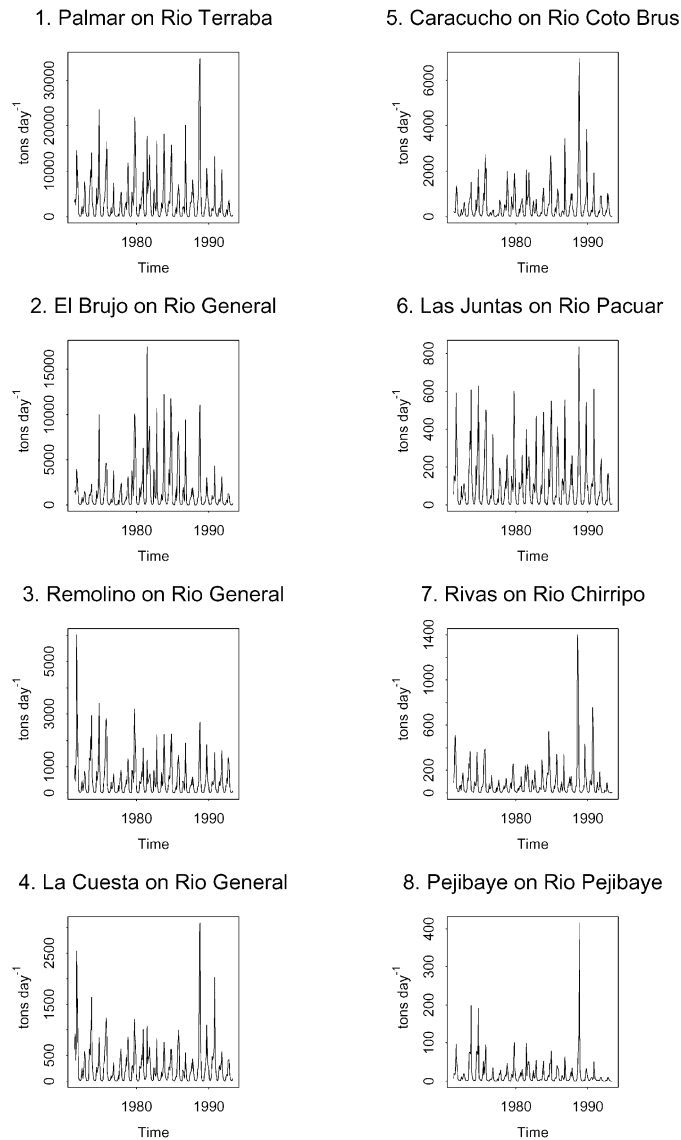 1. Palmar on Rio Terraba
tons day-1
0 10000 20000 30000
1980 1990
Time
2. El Brujo on Rio General
tons day-1
0 5000 10000 15000
1980 1990
Time
3. Remolino on Rio General
tons day-1
0 1000 3000 5000
1980 1990
Time
4. La Cuesta on Rio General
tons day-1
0 500 1500 2500
1980 1990
Time
5. Caracucho on Rio Coto Brus
tons day-1
0 2000 4000 6000
1980 1990
Time
6. Las Juntas on Rio Pacuar
tons day-1
0 200 400 600 800
1980 1990
Time
7. Rivas on Rio Chirripo
tons day-1
0 200 600 1000 1400
1980 1990
Time
8. Pejibaye on Rio Pejibaye
tons day-1
0 100 200 300 400
1980 1990
Time